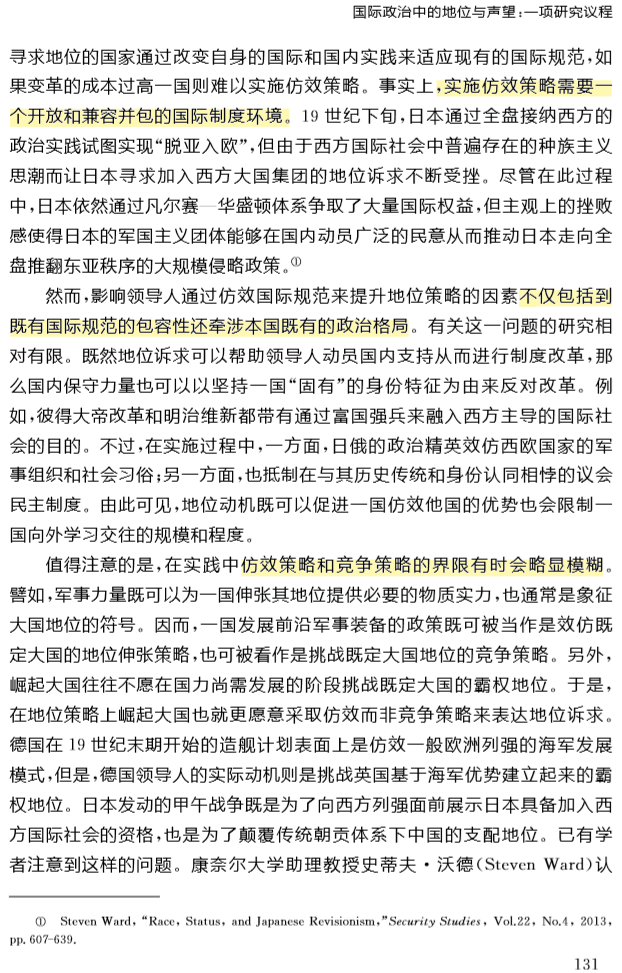 国际政治中的地位与声望：一项研究议程
寻求地位的国家通过改变自身的国际和国内实践来适应现有的国际规范，如
果变革的成本过高一国则难以实施仿效策略。事实上，实施仿效策略需要一
个开放和兼容并包的国际制度环境。19 世纪下旬，日本通过全盘接纳西方的
政治实践试图实现“脱亚入欧”，但由于西方国际社会中普遍存在的种族主义
思潮而让日本寻求加入西方大国集团的地位诉求不断受挫。尽管在此过程
中，日本依然通过凡尔赛—华盛顿体系争取了大量国际权益，但主观上的挫败
感使得日本的军国主义团体能够在国内动员广泛的民意从而推动日本走向全
盘推翻东亚秩序的大规模侵略政策。①
然而，影响领导人通过仿效国际规范来提升地位策略的因素不仅包括到
既有国际规范的包容性还牵涉本国既有的政治格局。有关这一问题的研究相
对有限。既然地位诉求可以帮助领导人动员国内支持从而进行制度改革，那
么国内保守力量也可以以坚持一国“固有”的身份特征为由来反对改革。例
如，彼得大帝改革和明治维新都带有通过富国强兵来融入西方主导的国际社
会的目的。不过，在实施过程中，一方面，日俄的政治精英效仿西欧国家的军
事组织和社会习俗；另一方面，也抵制在与其历史传统和身份认同相悖的议会
民主制度。由此可见，地位动机既可以促进一国仿效他国的优势也会限制一
国向外学习交往的规模和程度。
值得注意的是，在实践中仿效策略和竞争策略的界限有时会略显模糊。
譬如，军事力量既可以为一国伸张其地位提供必要的物质实力，也通常是象征
大国地位的符号。因而，一国发展前沿军事装备的政策既可被当作是效仿既
定大国的地位伸张策略，也可被看作是挑战既定大国地位的竞争策略。另外，
崛起大国往往不愿在国力尚需发展的阶段挑战既定大国的霸权地位。于是，
在地位策略上崛起大国也就更愿意采取仿效而非竞争策略来表达地位诉求。
德国在 19 世纪末期开始的造舰计划表面上是仿效一般欧洲列强的海军发展
模式，但是，德国领导人的实际动机则是挑战英国基于海军优势建立起来的霸
权地位。日本发动的甲午战争既是为了向西方列强面前展示日本具备加入西
方国际社会的资格，也是为了颠覆传统朝贡体系下中国的支配地位。已有学
者注意到这样的问题。康奈尔大学助理教授史蒂夫·沃德（Steven Ward）认
① Steven Ward, “Race, Status, and Japanese Revisionism,” Security Studies, Vol.22, No.4, 2013,
pp. 607-639.
131